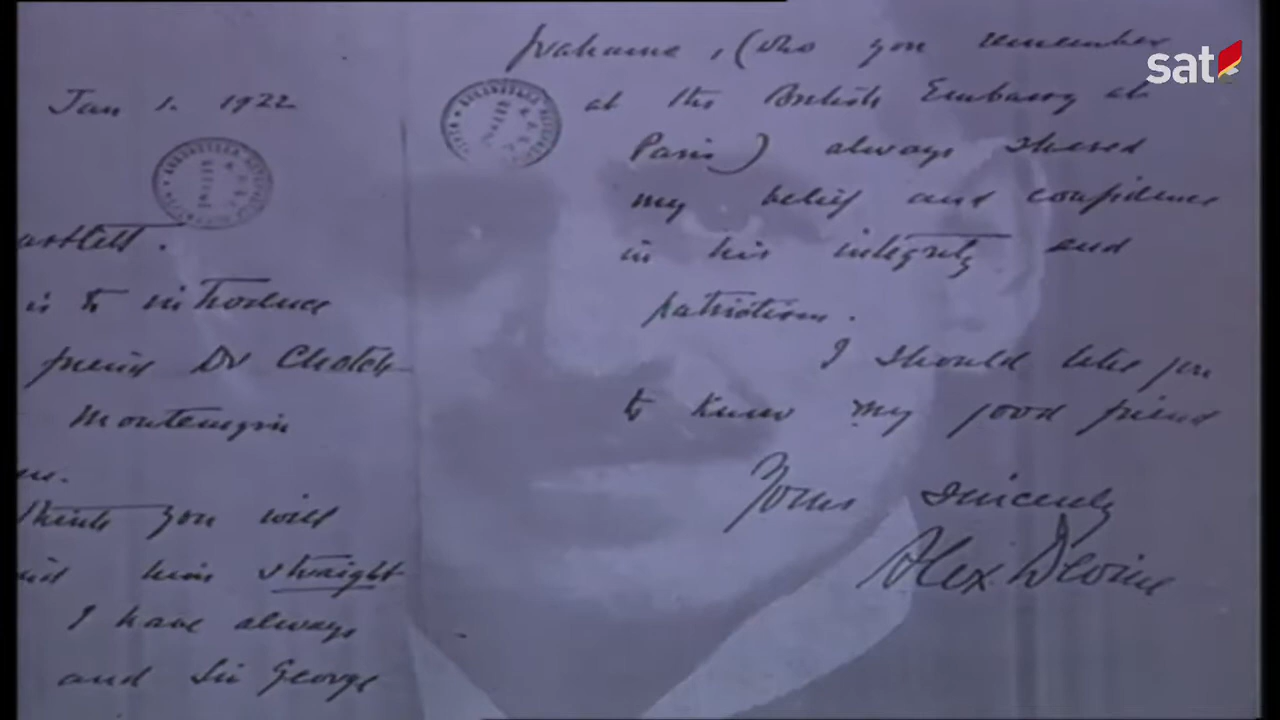 sat
Jan 1. 1922
is to introduce
friend Dr Chotch-
Montenegrin
think you will
him straight
I have always
and Sir George
Grahame, (who you remember
at the British Embassy at
Paris) always shared
my belief and confidence
in his integrity and
patriotism.
I should like you
to know my good friend
Yours sincerely
Alex Devine